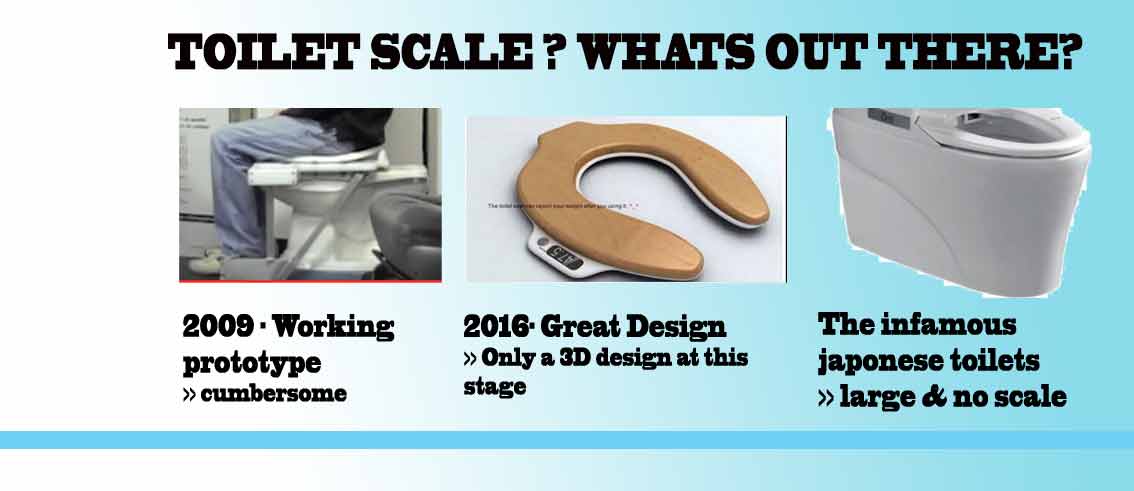 TOILET SCALE ? WHATS OUT THERE?
The toilet seat can report your weight after you using it. ^_^
2009 · Working
prototype
» cumbersome
2016· Great Design
» Only a 3D design at this
stage
The infamous
japonese toilets
» large & no scale